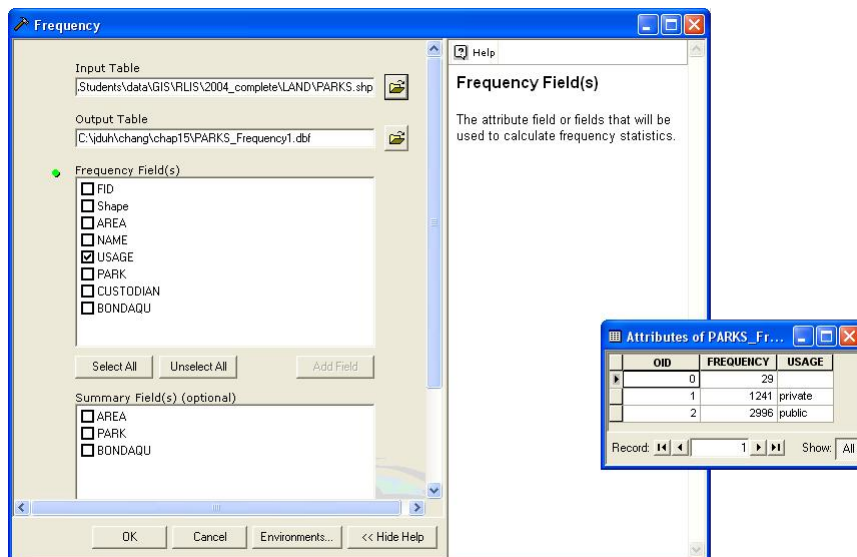 Frequency
Input Table
.Students\data\GIS\RLIS\2004_complete\LAND\PARKS.shp
Output Table
C:\jduh\chang\chap15\PARKS_Frequency1.dbf
Frequency Field(s)
FID
Shape
AREA
NAME
USAGE
PARK
CUSTODIAN
BONDAQU
Select All Unselect All Add Field
Summary Field(s) (optional)
AREA
PARK
BONDAQU
OK Cancel Environments... << Hide Help
Help
Frequency Field(s)
The attribute field or fields that will be
used to calculate frequency statistics.
Attributes of PARKS_Fr...
OID FREQUENCY USAGE
0 29
1 1241 private
2 2996 public
Record: 1 Show: All